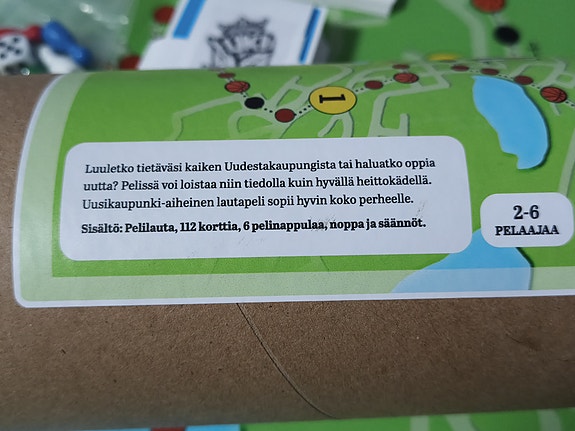 1
Luuletko tietäväsi kaiken Uudestakaupungista tai haluatko oppia
uutta? Pelissä voi loistaa niin tiedolla kuin hyvällä heittokädellä.
Uusikaupunki-aiheinen lautapeli sopii hyvin koko perheelle.
Sisältö: Pelilauta, 112 korttia, 6 pelinappulaa, noppa ja säännöt.
2-6
PELAAJAA